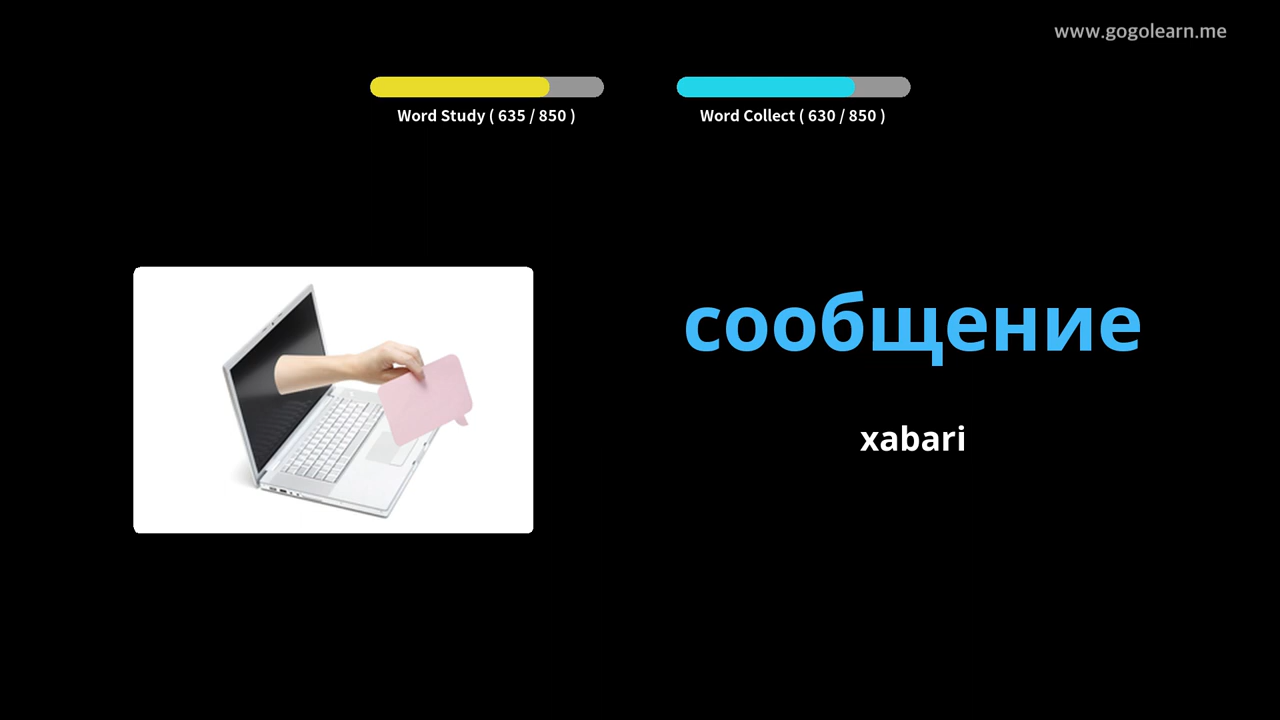 www.gogolearn.me
Word Study ( 635 / 850 )
Word Collect ( 630 / 850 )
сообщение
xabari